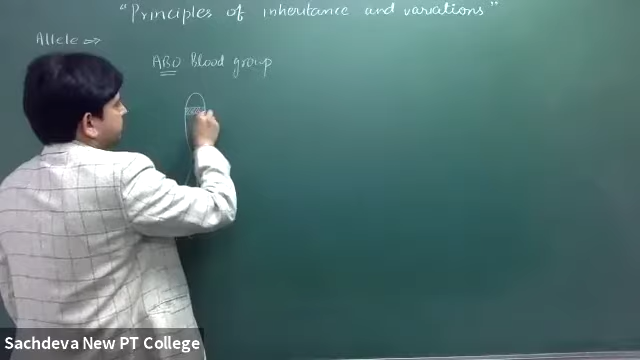 "Principles of inheritance and variations"
Allele =>>
ABO Blood group
Sachdeva New PT College